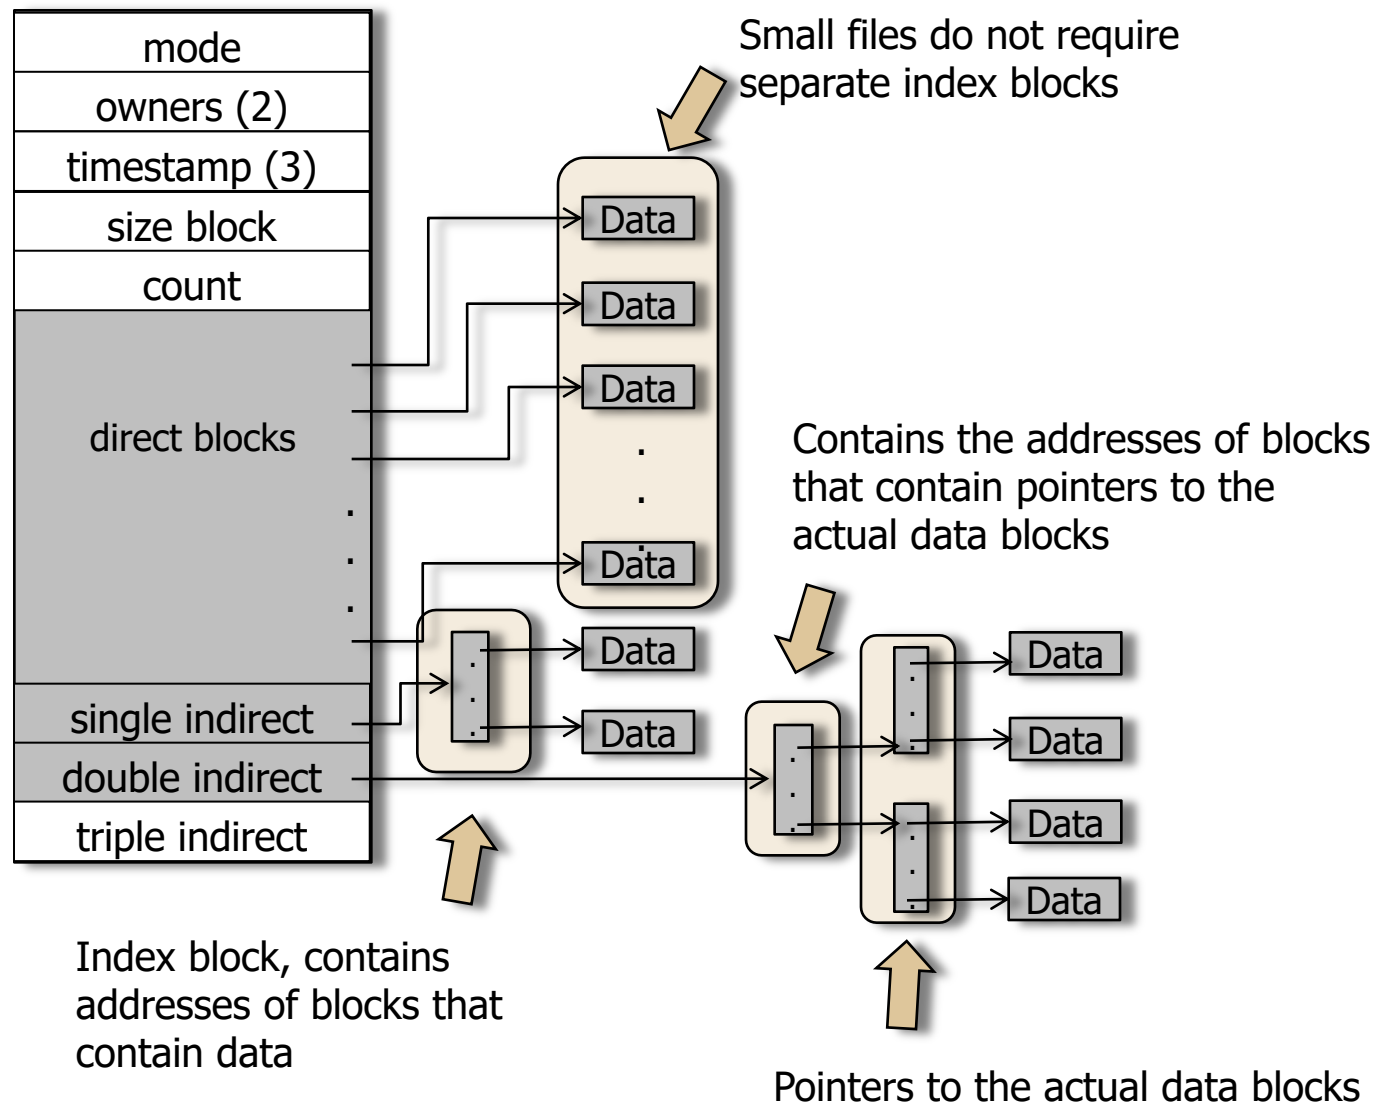 mode
owners (2)
timestamp (3)
size block
count
direct blocks
.
.
.
single indirect
double indirect
triple indirect
Small files do not require
separate index blocks
Data
Data
Data
.
.
.
Data
.
.
.
Data
Data
Index block, contains
addresses of blocks that
contain data
Contains the addresses of blocks
that contain pointers to the
actual data blocks
.
.
.
.
.
.
.
.
.
Data
Data
Data
Data
Pointers to the actual data blocks